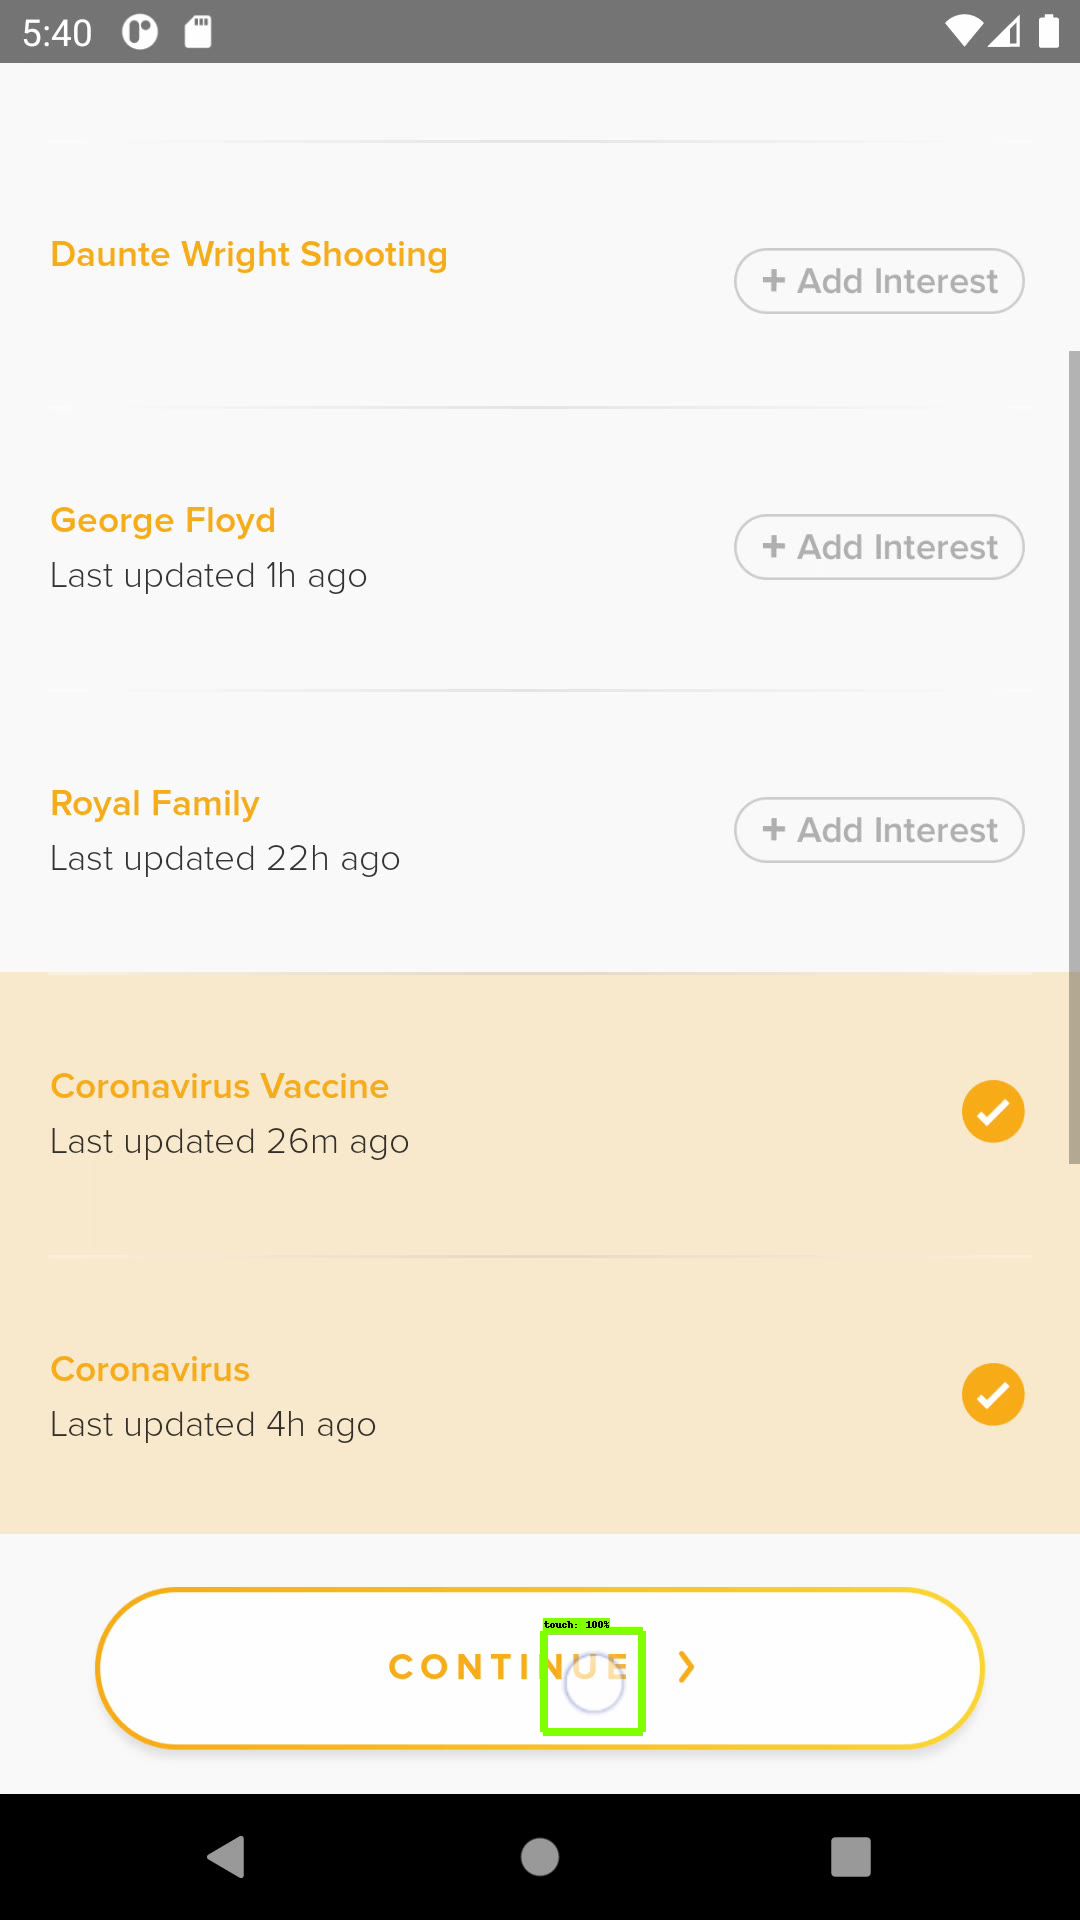 5:40
Daunte Wright Shooting
+ Add Interest
George Floyd
Last updated 1h ago
+ Add Interest
Royal Family
Last updated 22h ago
+ Add Interest
Coronavirus Vaccine
Last updated 26m ago
Coronavirus
Last updated 4h ago
touch: 100%
CONTINUE